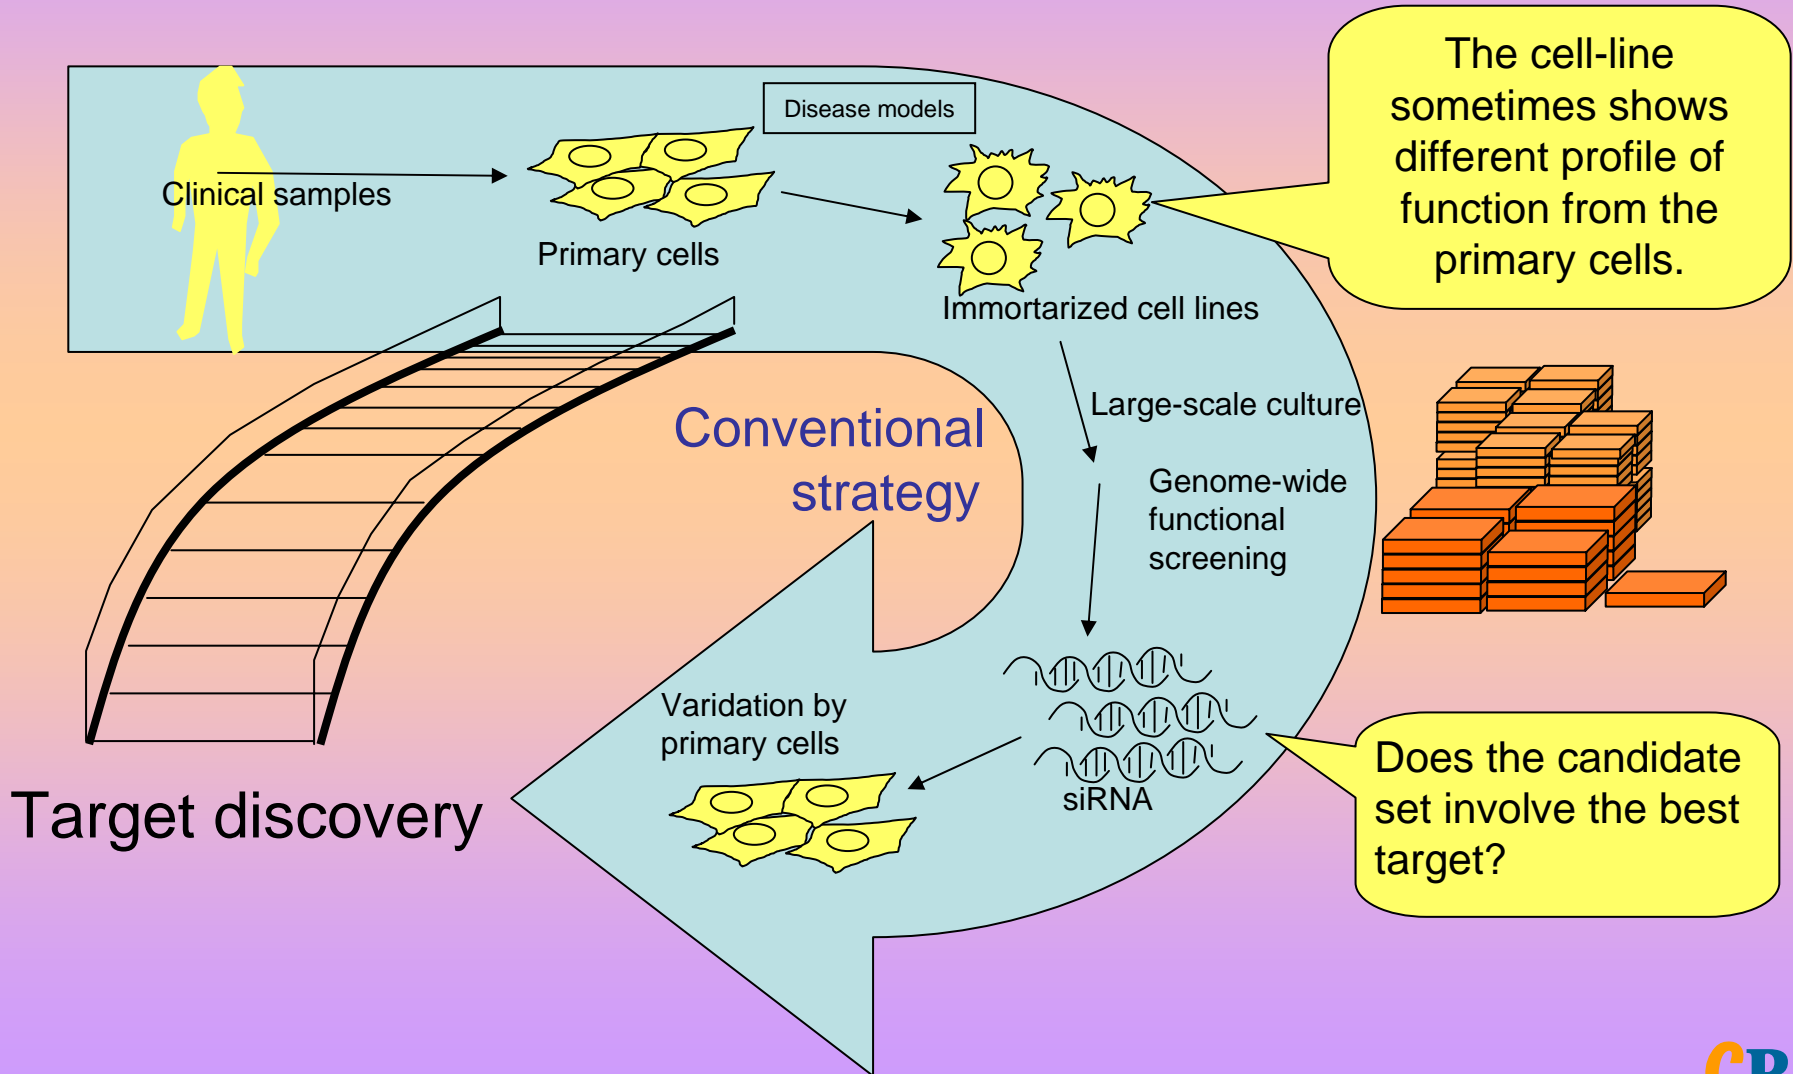 Disease models
Clinical samples
Primary cells
Immortarized cell lines
The cell-line
sometimes shows
different profile of
function from the
primary cells.
Large-scale culture
Conventional
strategy
Genome-wide
functional
screening
siRNA
Does the candidate
set involve the best
target?
Varidation by
primary cells
Target discovery
CB